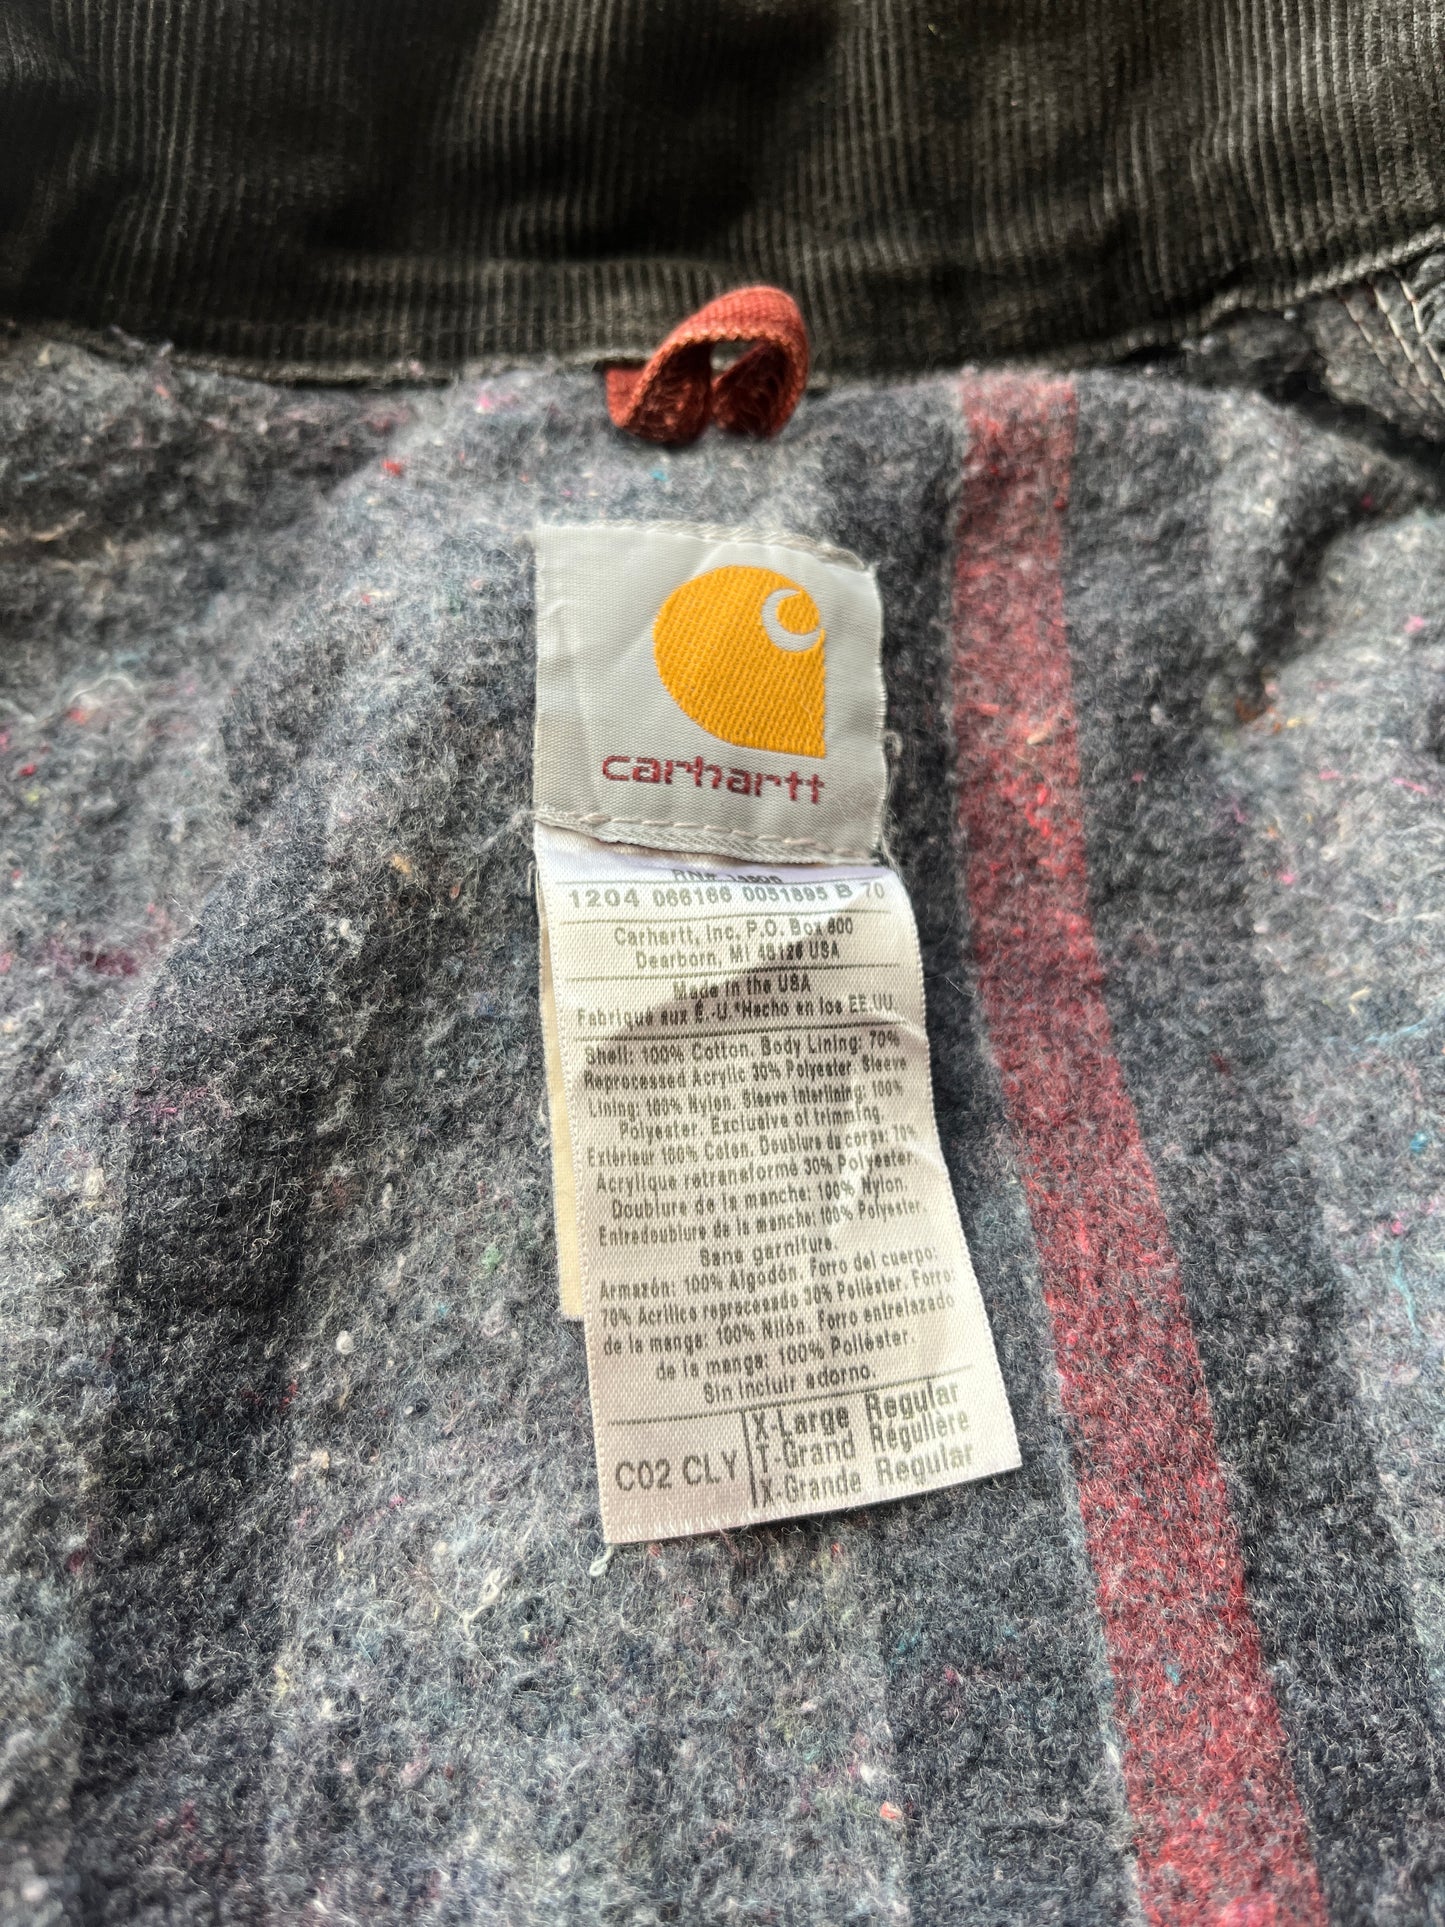 carhartt
RN# 14806
1204 066166 0051895 B 70
Carhartt, Inc. P.O. Box 600
Dearborn, MI 48126 USA
Made in the USA
Fabriqué aux É.-U.*Hecho en los EE.UU.
Shell: 100% Cotton. Body Lining: 70%
Reprocessed Acrylic 30% Polyester. Sleeve
Lining: 100% Nylon. Sleeve Interlining: 100%
Polyester. Exclusive of trimming.
Extérieur 100% Coton. Doublure du corps: 70%
Acrylique retransformé 30% Polyester.
Doublure de la manche: 100% Nylon.
Entredoublure de la manche: 100% Polyester.
Sans garniture.
Armazón: 100% Algodón. Forro del cuerpo:
70% Acrílico reprocesado 30% Poliéster. Forro
de la manga: 100% Nilón. Forro entrelazado
de la manga: 100% Poliéster.
Sin incluir adorno.
C02 CLY
X-Large Regular
T-Grand Régulière
X-Grande Regular